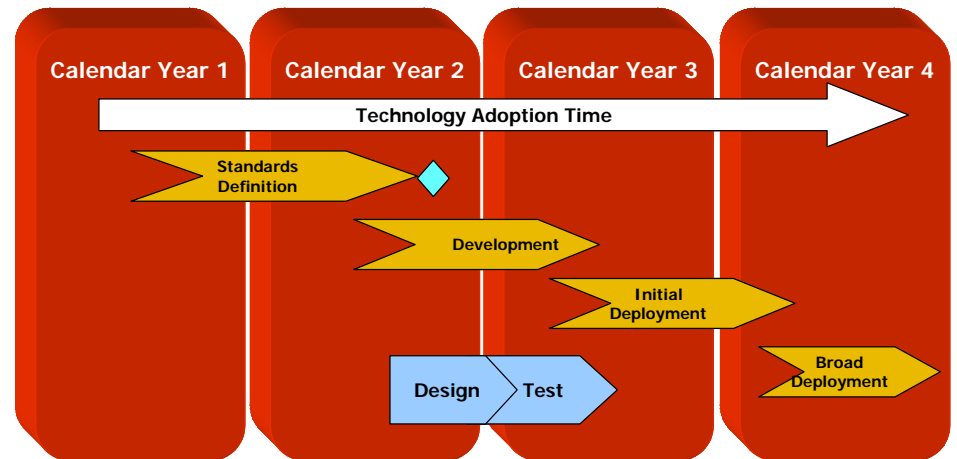 Calendar Year 1
Calendar Year 2
Calendar Year 3
Calendar Year 4
Technology Adoption Time
Standards
Definition
Development
Initial
Deployment
Broad
Deployment
Design
Test